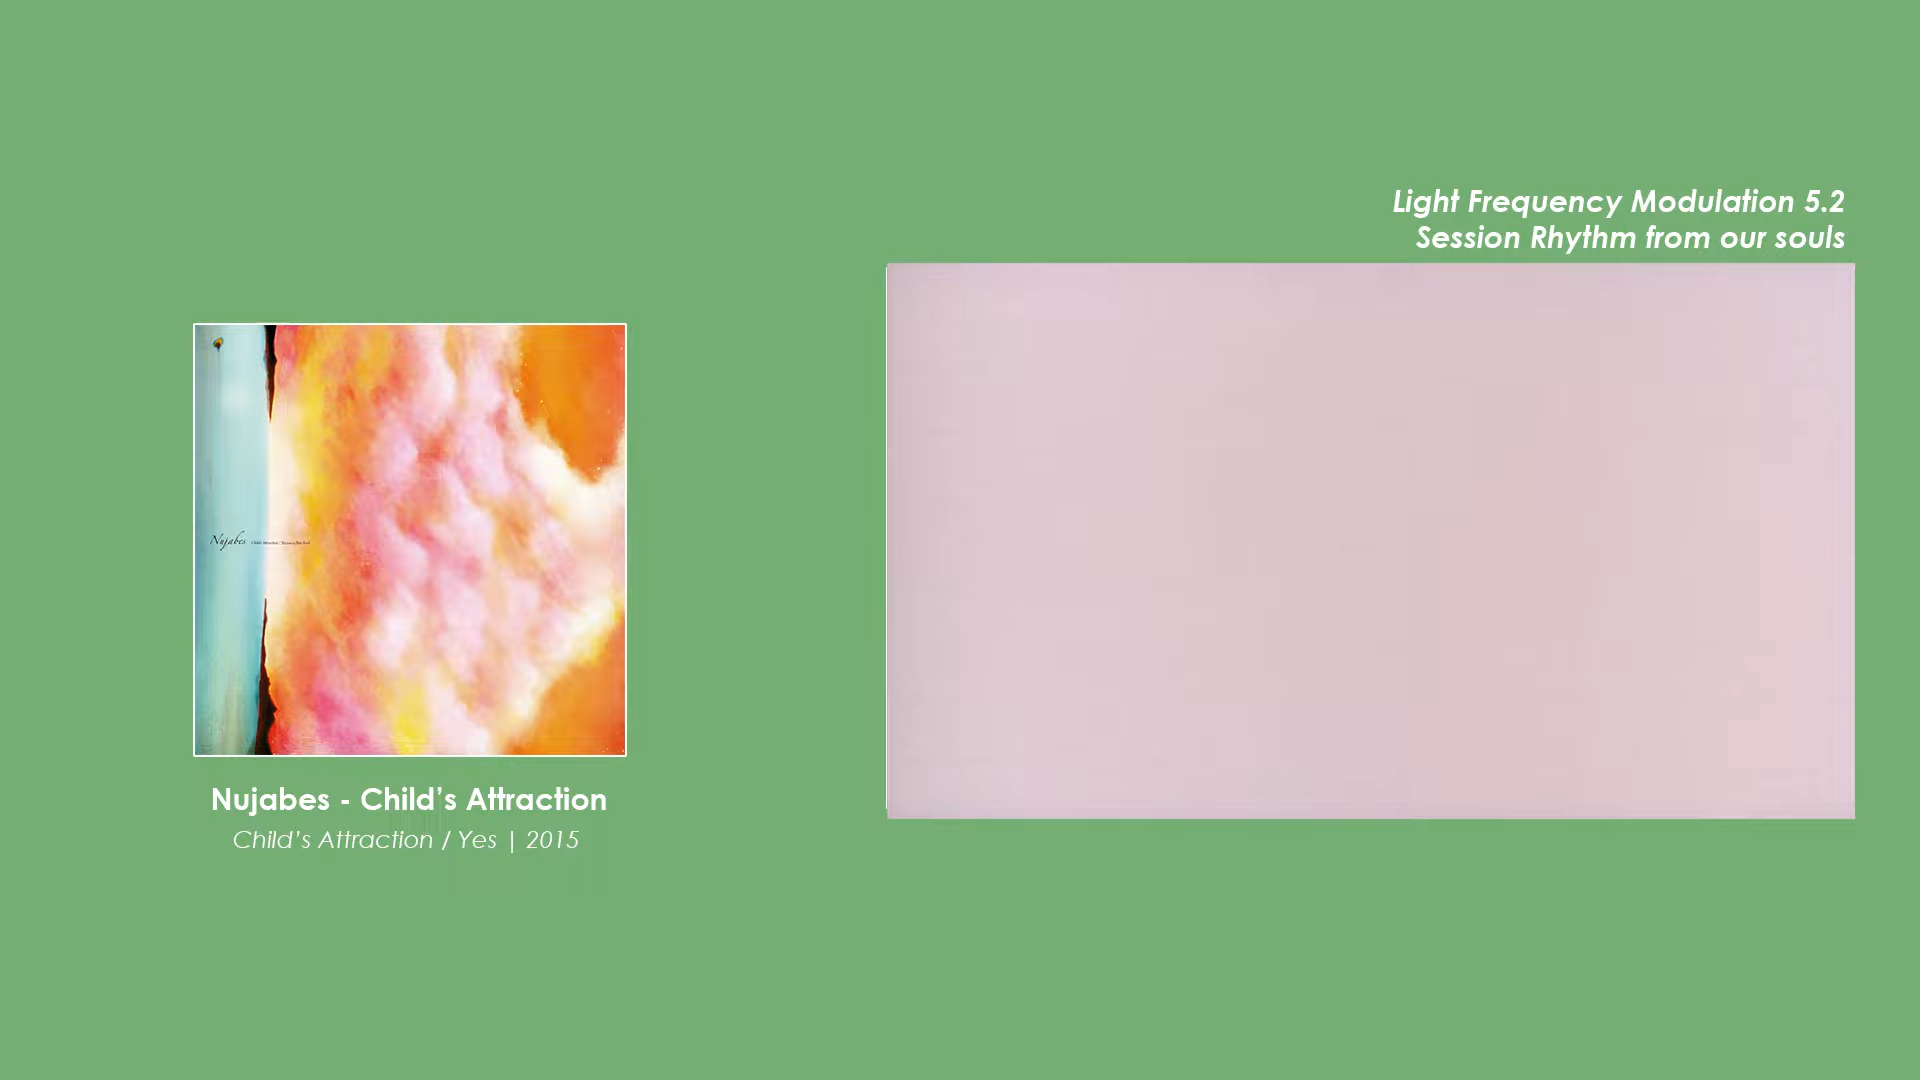 Light Frequency Modulation 5.2
Session Rhythm from our souls
Nujabes
Nujabes - Child’s Attraction
Child’s Attraction / Yes | 2015